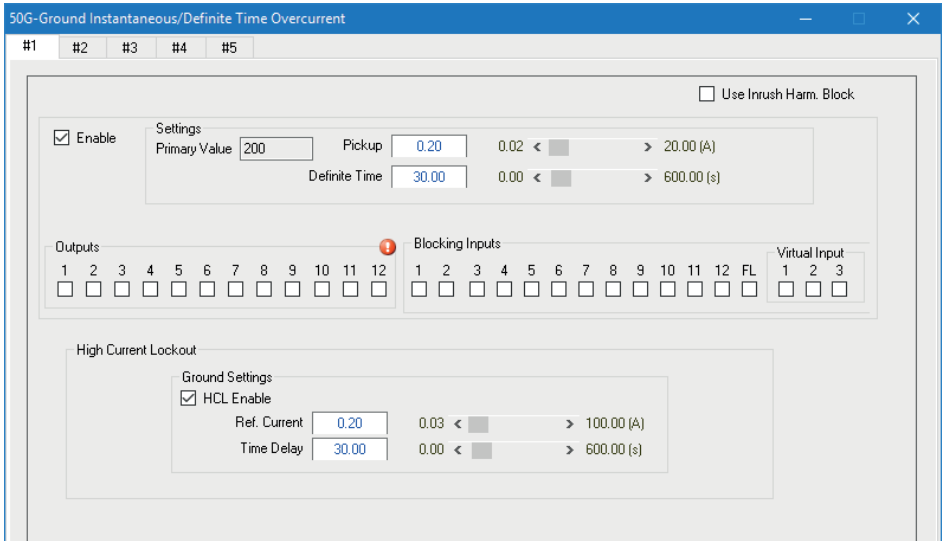 50G-Ground Instantaneous/Definite Time Overcurrent
#1 #2 #3 #4 #5
Use Inrush Harm. Block
Enable
Settings
Primary Value 200 Pickup 0.20 0.02 < > 20.00 (A)
Definite Time 30.00 0.00 < > 600.00 (s)
Outputs
1 2 3 4 5 6 7 8 9 10 11 12
Blocking Inputs
1 2 3 4 5 6 7 8 9 10 11 12 FL
Virtual Input
1 2 3
High Current Lockout
Ground Settings
HCL Enable
Ref. Current 0.20 0.03 < > 100.00 (A)
Time Delay 30.00 0.00 < > 600.00 (s)